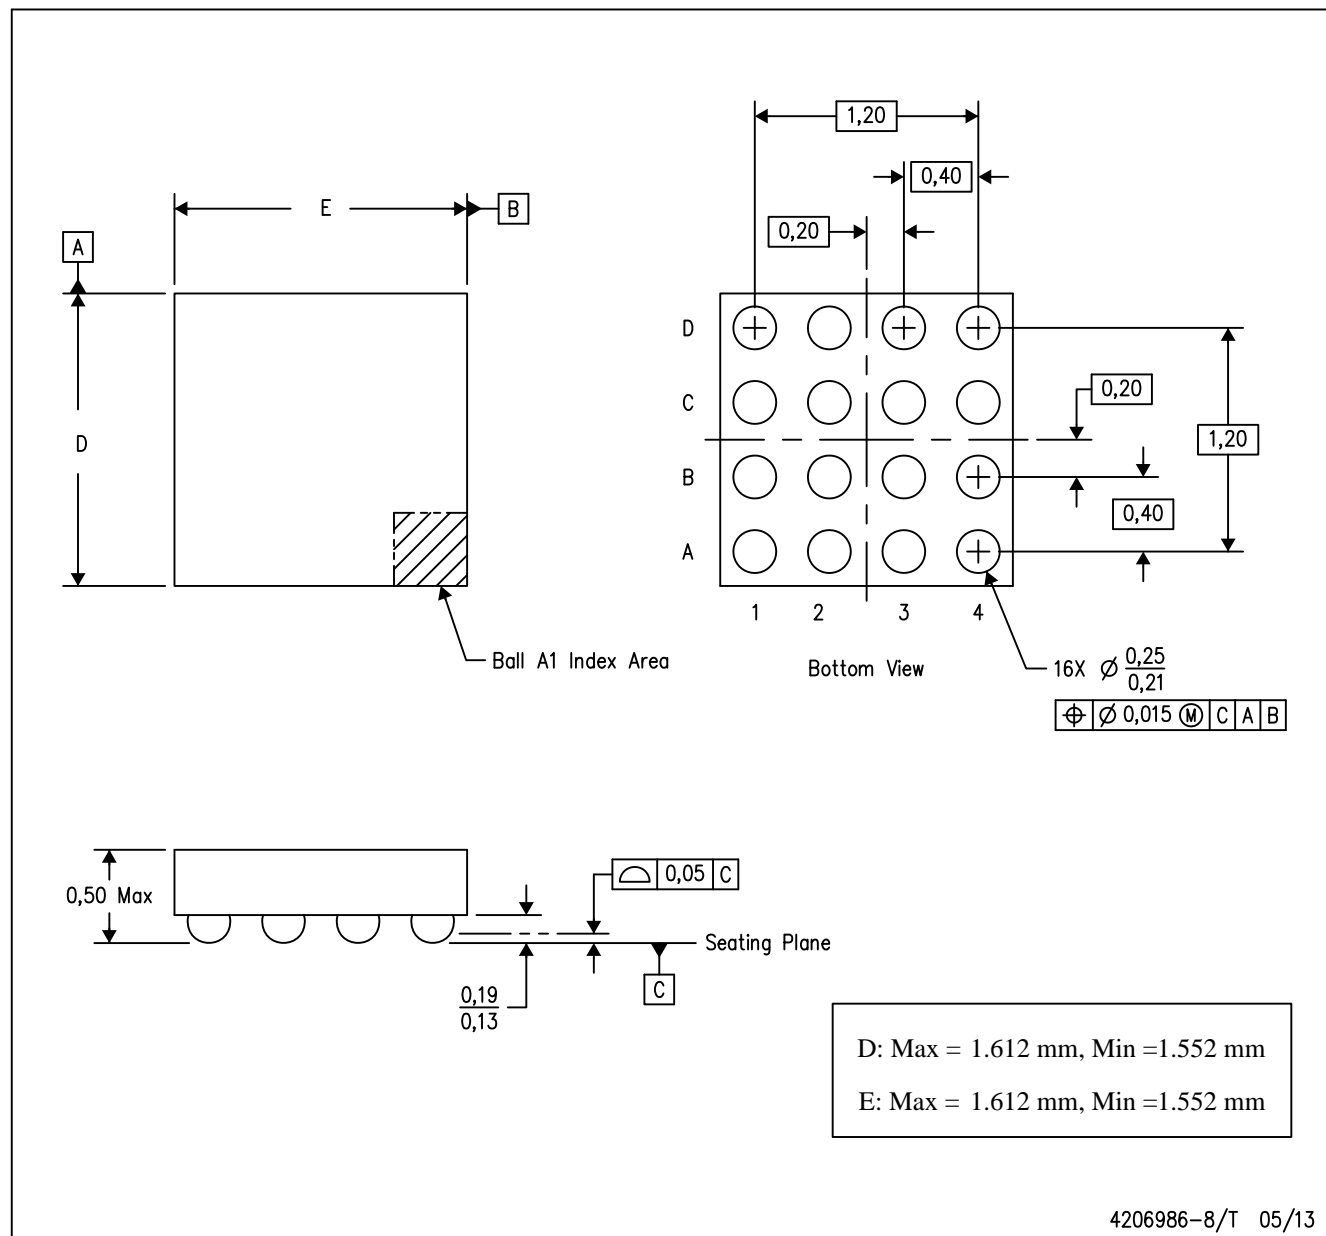 1,20
0,40
E
B
0,20
A
D
D
C
B
A
0,20
1,20
0,40
1 2 3 4
Ball A1 Index Area
Bottom View
16X Ø 0,25
0,21
⌖ Ø 0,015 Ⓜ C A B
0,50 Max
⌓ 0,05 C
Seating Plane
C
0,19
0,13
D: Max = 1.612 mm, Min =1.552 mm
E: Max = 1.612 mm, Min =1.552 mm
4206986-8/T 05/13